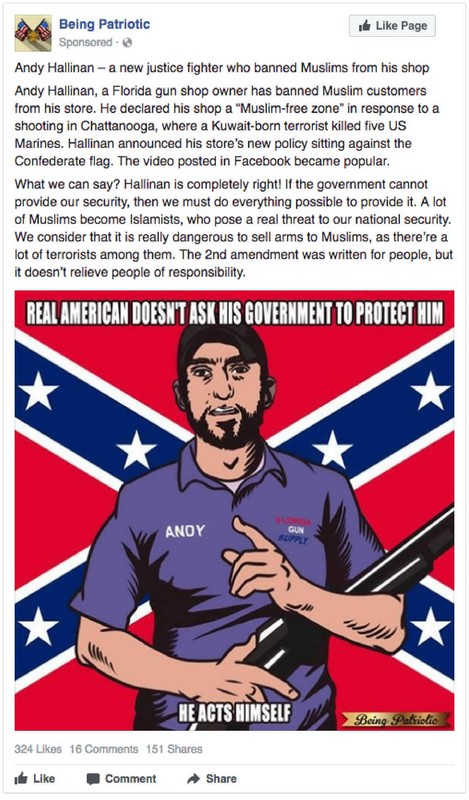 Being Patriotic
Like Page
Sponsored ·
Andy Hallinan – a new justice fighter who banned Muslims from his shop
Andy Hallinan, a Florida gun shop owner has banned Muslim customers
from his store. He declared his shop a "Muslim-free zone" in response to a
shooting in Chattanooga, where a Kuwait-born terrorist killed five US
Marines. Hallinan announced his store's new policy sitting against the
Confederate flag. The video posted in Facebook became popular.
What we can say? Hallinan is completely right! If the government cannot
provide our security, then we must do everything possible to provide it. A lot
of Muslims become Islamists, who pose a real threat to our national security.
We consider that it is really dangerous to sell arms to Muslims, as there're a
lot of terrorists among them. The 2nd amendment was written for people, but
it doesn't relieve people of responsibility.
REAL AMERICAN DOESN'T ASK HIS GOVERNMENT TO PROTECT HIM
ANDY
FLORIDA
GUN
SUPPLY
HE ACTS HIMSELF
Being Patriotic
324 Likes 16 Comments 151 Shares
Like Comment Share